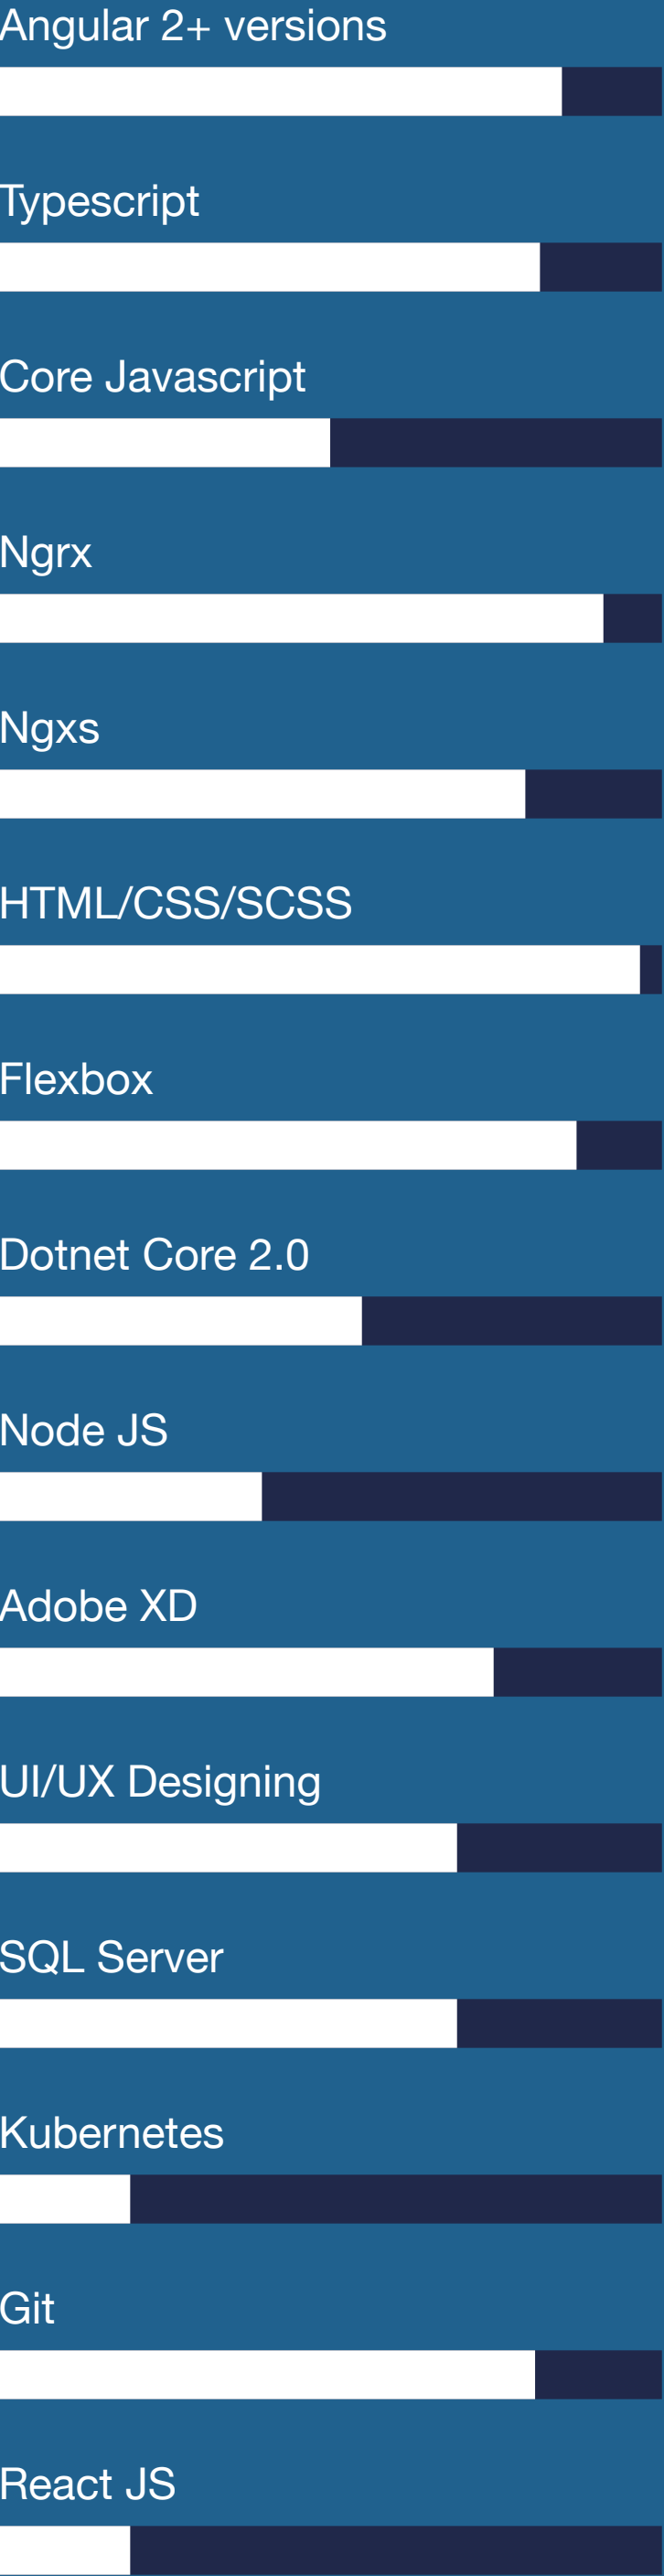 Angular 2+ versions
Typescript
Core Javascript
Ngrx
Ngxs
HTML/CSS/SCSS
Flexbox
Dotnet Core 2.0
Node JS
Adobe XD
UI/UX Designing
SQL Server
Kubernetes
Git
React JS